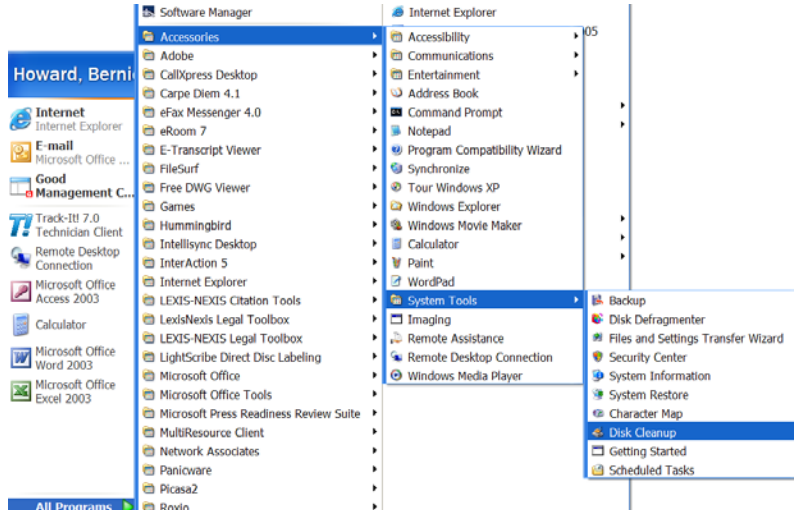 Howard, Berni
Internet
Internet Explorer
E-mail
Microsoft Office ...
Good
Management C...
Track-It! 7.0
Technician Client
Remote Desktop
Connection
Microsoft Office
Access 2003
Calculator
Microsoft Office
Word 2003
Microsoft Office
Excel 2003
All Programs
Software Manager
Accessories
Adobe
CallXpress Desktop
Carpe Diem 4.1
eFax Messenger 4.0
eRoom 7
E-Transcript Viewer
FileSurf
Free DWG Viewer
Games
Hummingbird
Intellisync Desktop
InterAction 5
Internet Explorer
LEXIS-NEXIS Citation Tools
LexisNexis Legal Toolbox
LEXIS-NEXIS Legal Toolbox
LightScribe Direct Disc Labeling
Microsoft Office
Microsoft Office Tools
Microsoft Press Readiness Review Suite
MultiResource Client
Network Associates
Panicware
Picasa2
Roxio
Internet Explorer
05
Accessibility
Communications
Entertainment
Address Book
Command Prompt
Notepad
Program Compatibility Wizard
Synchronize
Tour Windows XP
Windows Explorer
Windows Movie Maker
Calculator
Paint
WordPad
System Tools
Imaging
Remote Assistance
Remote Desktop Connection
Windows Media Player
Backup
Disk Defragmenter
Files and Settings Transfer Wizard
Security Center
System Information
System Restore
Character Map
Disk Cleanup
Getting Started
Scheduled Tasks